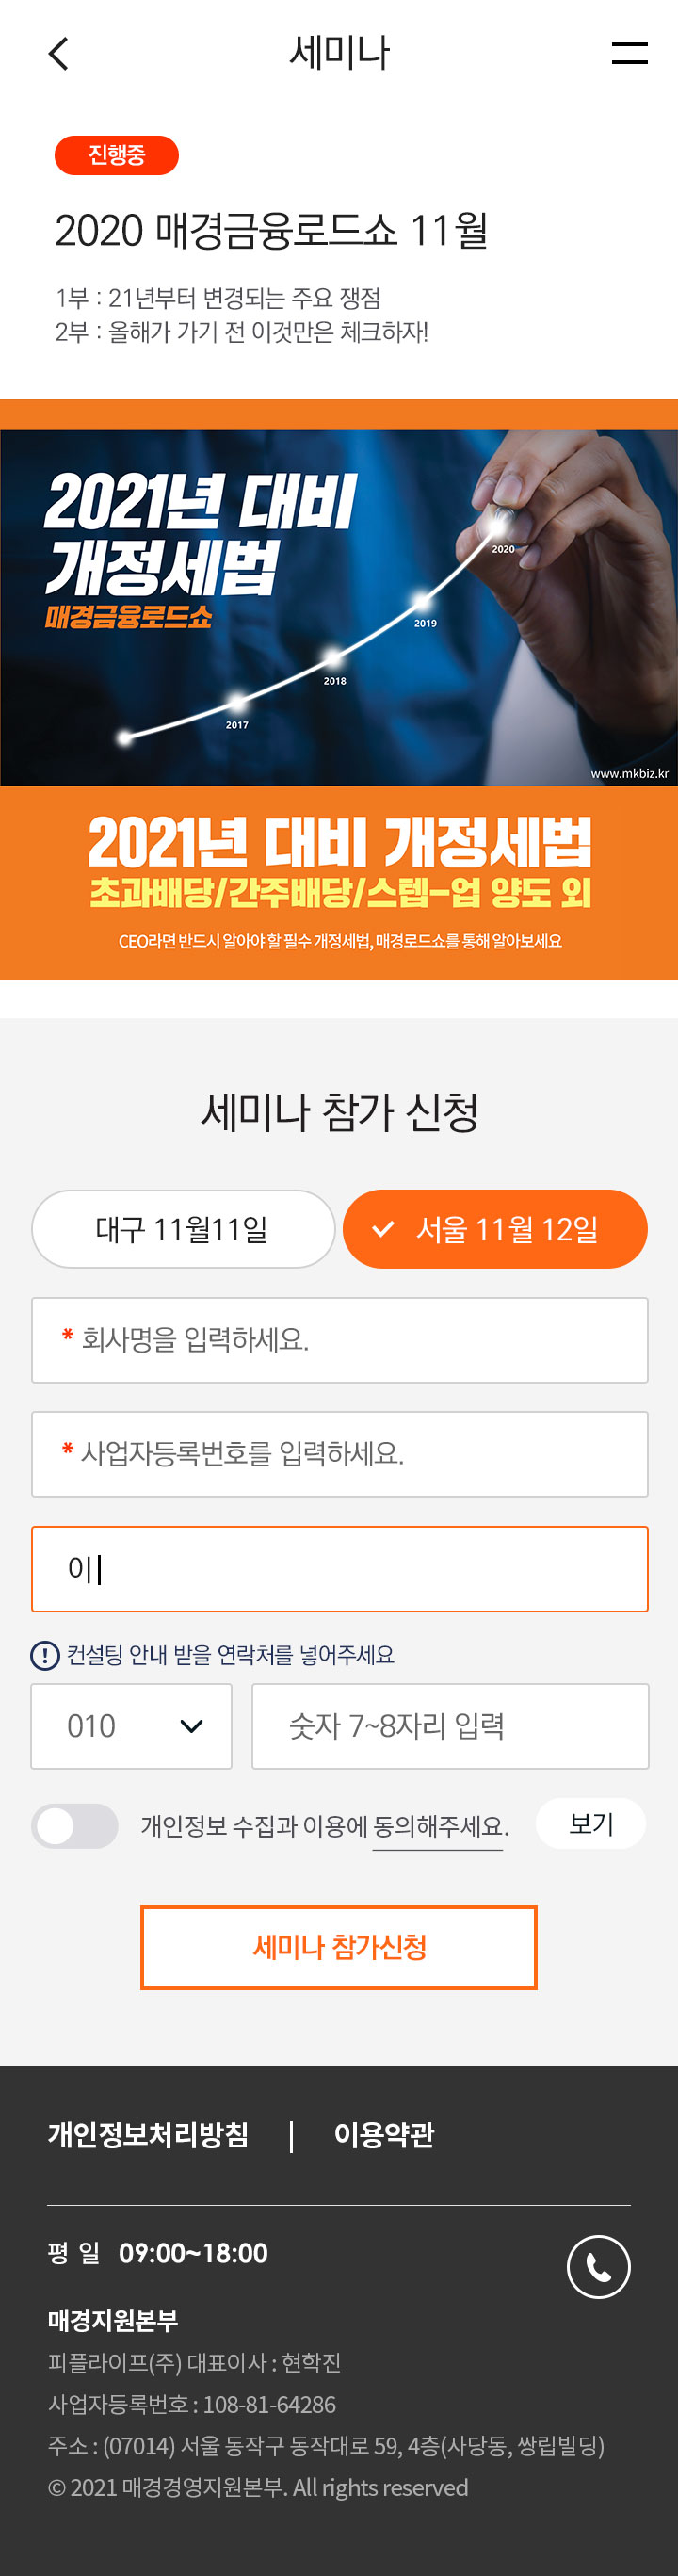 세미나
진행중
2020 매경금융로드쇼 11월
1부 : 21년부터 변경되는 주요 쟁점
2부 : 올해가 가기 전 이것만은 체크하자!
2021년 대비
개정세법
매경금융로드쇼
2020
2019
2018
2017
www.mkbiz.kr
2021년 대비 개정세법
초과배당/간주배당/스텝-업 양도 외
CEO라면 반드시 알아야 할 필수 개정세법, 매경로드쇼를 통해 알아보세요
세미나 참가 신청
대구 11월11일
서울 11월 12일
* 회사명을 입력하세요.
* 사업자등록번호를 입력하세요.
이
컨설팅 안내 받을 연락처를 넣어주세요
010
숫자 7~8자리 입력
개인정보 수집과 이용에 동의해주세요.
보기
세미나 참가신청
개인정보처리방침 | 이용약관
평 일 09:00~18:00
매경지원본부
피플라이프(주) 대표이사 : 현학진
사업자등록번호 : 108-81-64286
주소 : (07014) 서울 동작구 동작대로 59, 4층(사당동, 쌍립빌딩)
© 2021 매경경영지원본부. All rights reserved